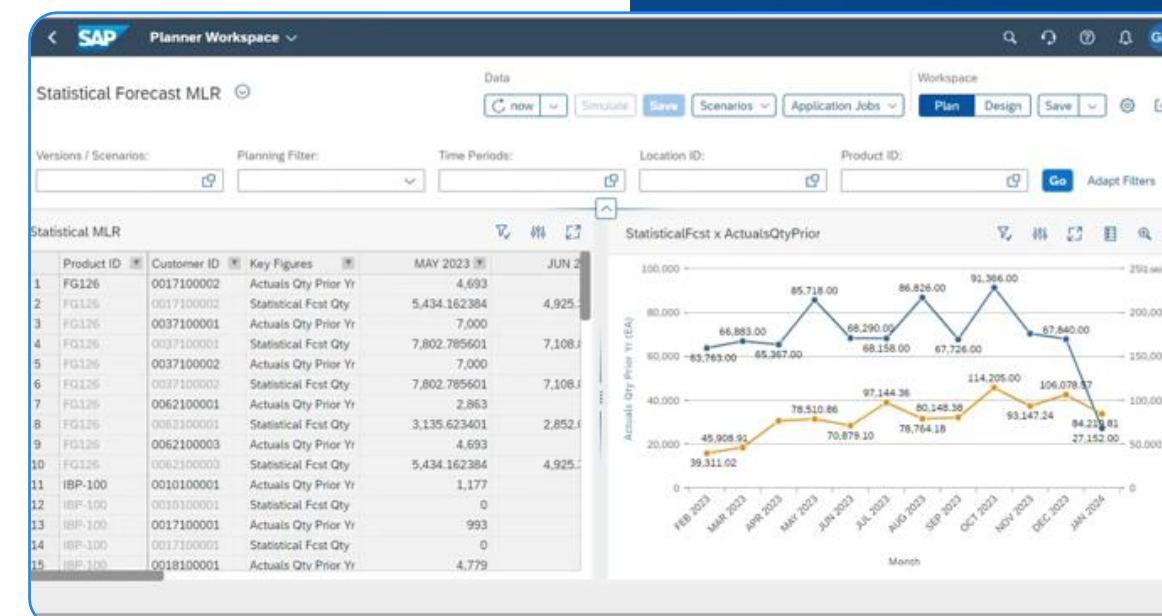 SAP Planner Workspace
Statistical Forecast MLR
Data
Workspace
now Simulate Save Scenarios Application Jobs Plan Design Save
Versions / Scenarios: Planning Filter: Time Periods: Location ID: Product ID:
Go Adapt Filters
Statistical MLR
Product ID Customer ID Key Figures MAY 2023 JUN 2
1 FG126 0017100002 Actuals Qty Prior Yr 4,693
2 FG126 0017100002 Statistical Fcst Qty 5,434.162384 4,925.
3 FG126 0037100001 Actuals Qty Prior Yr 7,000
4 FG126 0037100001 Statistical Fcst Qty 7,802.785601 7,108.
5 FG126 0037100002 Actuals Qty Prior Yr 7,000
6 FG126 0037100002 Statistical Fcst Qty 7,802.785601 7,108.
7 FG126 0062100001 Actuals Qty Prior Yr 2,863
8 FG126 0062100001 Statistical Fcst Qty 3,135.623401 2,852.
9 FG126 0062100003 Actuals Qty Prior Yr 4,693
10 FG126 0062100003 Statistical Fcst Qty 5,434.162384 4,925.
11 IBP-100 0010100001 Actuals Qty Prior Yr 1,177
12 IBP-100 0010100001 Statistical Fcst Qty 0
13 IBP-100 0017100001 Actuals Qty Prior Yr 993
14 IBP-100 0017100001 Statistical Fcst Qty 0
15 IBP-100 0018100001 Actuals Qty Prior Yr 4,779
StatisticalFcst x ActualsQtyPrior
Actuals Qty Prior Yr (EA)
100,000
80,000
60,000
40,000
20,000
0
63,763.00
66,883.00
65,367.00
85,718.00
68,290.00
68,158.00
86,826.00
67,726.00
91,366.00
67,840.00
27,152.00
39,311.02
45,908.91
78,510.86
70,879.10
97,144.36
78,764.18
80,148.38
114,205.00
93,147.24
106,078.57
200,00
150,00
100,00
50,000
0
FEB 2023
MAR 2023
APR 2023
MAY 2023
JUN 2023
JUL 2023
AUG 2023
SEP 2023
OCT 2023
NOV 2023
DEC 2023
JAN 2024
Month